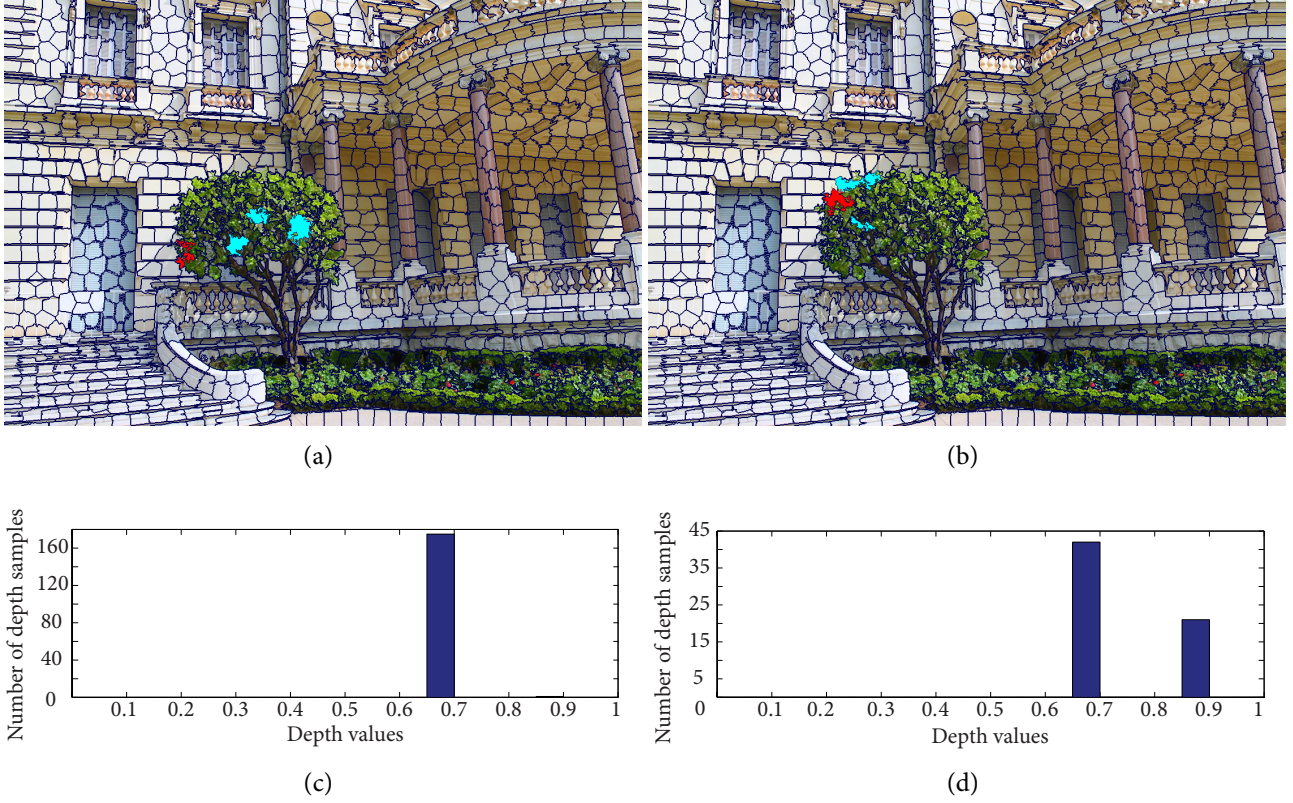 (a)
(b)
Number of depth samples
160
120
80
40
0
0.1 0.2 0.3 0.4 0.5 0.6 0.7 0.8 0.9 1
Depth values
(c)
Number of depth samples
45
35
25
15
5
0
0.1 0.2 0.3 0.4 0.5 0.6 0.7 0.8 0.9 1
Depth values
(d)